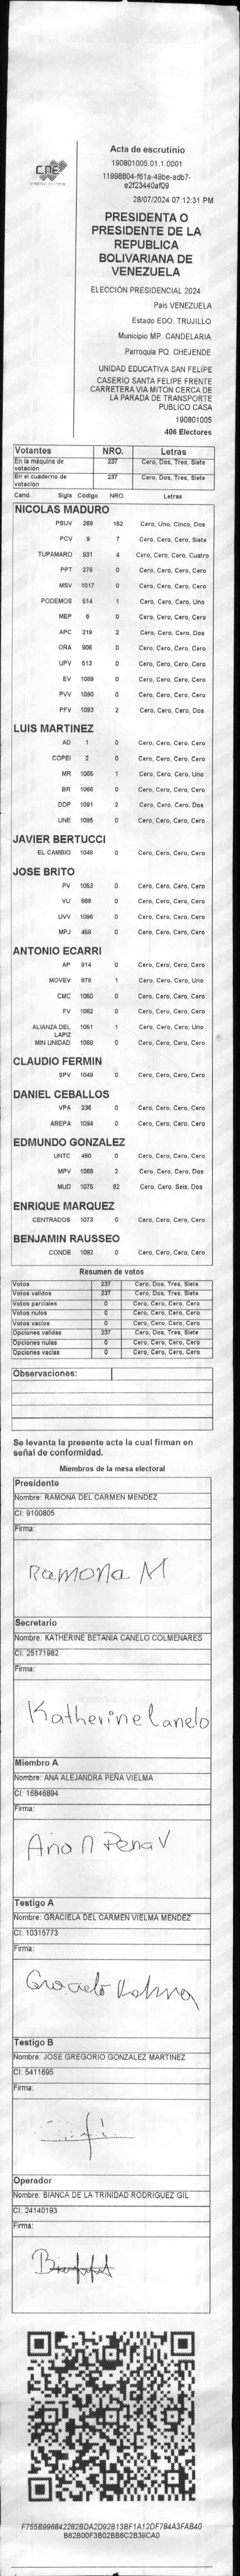 CNE
Acta de escrutinio
190801005.01.1.0001
11998804-f61a-49be-adb7-
e2f23440af09
28/07/2024 07:12:31 PM
PRESIDENTA O
PRESIDENTE DE LA
REPUBLICA
BOLIVARIANA DE
VENEZUELA
ELECCIÓN PRESIDENCIAL 2024
Pais VENEZUELA
Estado EDO. TRUJILLO
Municipio MP. CANDELARIA
Parroquia PQ. CHEJENDE
UNIDAD EDUCATIVA SAN FELIPE
CASERIO SANTA FELIPE FRENTE
CARRETERA VIA MITON CERCA DE
LA PARADA DE TRANSPORTE
PUBLICO CASA
190801005
406 Electores
Votantes NRO. Letras
En la máquina de votación 237 Cero, Dos, Tres, Siete
En el cuaderno de votación 237 Cero, Dos, Tres, Siete
Cand. Sigla Código NRO. Letras
NICOLAS MADURO
PSUV 269 152 Cero, Uno, Cinco, Dos
PCV 9 7 Cero, Cero, Cero, Siete
TUPAMARO 931 4 Cero, Cero, Cero, Cuatro
PPT 276 0 Cero, Cero, Cero, Cero
MSV 1017 0 Cero, Cero, Cero, Cero
PODEMOS 514 1 Cero, Cero, Cero, Uno
MEP 6 0 Cero, Cero, Cero, Cero
APC 219 2 Cero, Cero, Cero, Dos
ORA 906 0 Cero, Cero, Cero, Cero
UPV 513 0 Cero, Cero, Cero, Cero
EV 1089 0 Cero, Cero, Cero, Cero
PVV 1090 0 Cero, Cero, Cero, Cero
PFV 1093 2 Cero, Cero, Cero, Dos
LUIS MARTINEZ
AD 1 0 Cero, Cero, Cero, Cero
COPEI 2 0 Cero, Cero, Cero, Cero
MR 1065 1 Cero, Cero, Cero, Uno
BR 1066 0 Cero, Cero, Cero, Cero
DDP 1091 2 Cero, Cero, Cero, Dos
UNE 1095 0 Cero, Cero, Cero, Cero
JAVIER BERTUCCI
EL CAMBIO 1048 0 Cero, Cero, Cero, Cero
JOSE BRITO
PV 1053 0 Cero, Cero, Cero, Cero
VU 868 0 Cero, Cero, Cero, Cero
UVV 1096 0 Cero, Cero, Cero, Cero
MPJ 458 0 Cero, Cero, Cero, Cero
ANTONIO ECARRI
AP 814 0 Cero, Cero, Cero, Cero
MOVEV 878 1 Cero, Cero, Cero, Uno
CMC 1050 0 Cero, Cero, Cero, Cero
FV 1062 0 Cero, Cero, Cero, Cero
ALIANZA DEL LAPIZ 1051 1 Cero, Cero, Cero, Uno
MIN UNIDAD 1068 0 Cero, Cero, Cero, Cero
CLAUDIO FERMIN
SPV 1049 0 Cero, Cero, Cero, Cero
DANIEL CEBALLOS
VPA 236 0 Cero, Cero, Cero, Cero
AREPA 1094 0 Cero, Cero, Cero, Cero
EDMUNDO GONZALEZ
UNTC 460 0 Cero, Cero, Cero, Cero
MPV 1069 2 Cero, Cero, Cero, Dos
MUD 1075 62 Cero, Cero, Seis, Dos
ENRIQUE MARQUEZ
CENTRADOS 1073 0 Cero, Cero, Cero, Cero
BENJAMIN RAUSSEO
CONDE 1092 0 Cero, Cero, Cero, Cero
Resumen de votos
Votos 237 Cero, Dos, Tres, Siete
Votos validos 237 Cero, Dos, Tres, Siete
Votos parciales 0 Cero, Cero, Cero, Cero
Votos nulos 0 Cero, Cero, Cero, Cero
Votos vacios 0 Cero, Cero, Cero, Cero
Opciones validas 237 Cero, Dos, Tres, Siete
Opciones nulas 0 Cero, Cero, Cero, Cero
Opciones vacias 0 Cero, Cero, Cero, Cero
Observaciones:
Se levanta la presente acta la cual firman en
señal de conformidad.
Miembros de la mesa electoral
Presidente
Nombre: RAMONA DEL CARMEN MENDEZ
CI: 9100805
Firma:
Ramona M
Secretario
Nombre: KATHERINE BETANIA CANELO COLMENARES
CI: 25171982
Firma:
Katherine Canelo
Miembro A
Nombre: ANA ALEJANDRA PEÑA VIELMA
CI: 16846894
Firma:
Ana A Pena V
Testigo A
Nombre: GRACIELA DEL CARMEN VIELMA MENDEZ
CI: 10315773
Firma:
Testigo B
Nombre: JOSE GREGORIO GONZALEZ MARTINEZ
CI: 5411695
Firma:
Operador
Nombre: BIANCA DE LA TRINIDAD RODRIGUEZ GIL
CI: 24140193
Firma:
F755B996842282BDA2D92B13BF1A12DF784A3FAB40
B62800F3B02BB6C2B39CA0